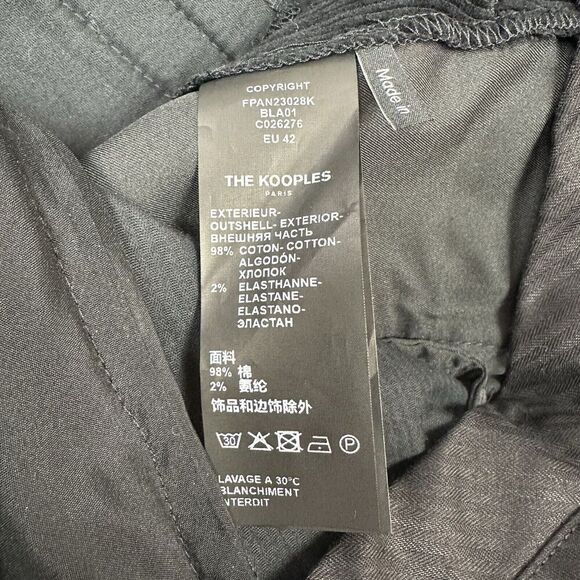 COPYRIGHT
FPAN23028K
BLA01
C026276
EU 42
THE KOOPLES
PARIS
EXTERIEUR-
OUTSHELL- EXTERIOR-
ВНЕШНЯЯ ЧАСТЬ
98% COTON- COTTON-
ALGODÓN-
ХЛОПОК
2% ELASTHANNE-
ELASTANE-
ELASTANO-
ЭЛАСТАН
面料
98% 棉
2% 氨纶
饰品和边饰除外
30 P
LAVAGE A 30°C
BLANCHIMENT
INTERDIT
Made in